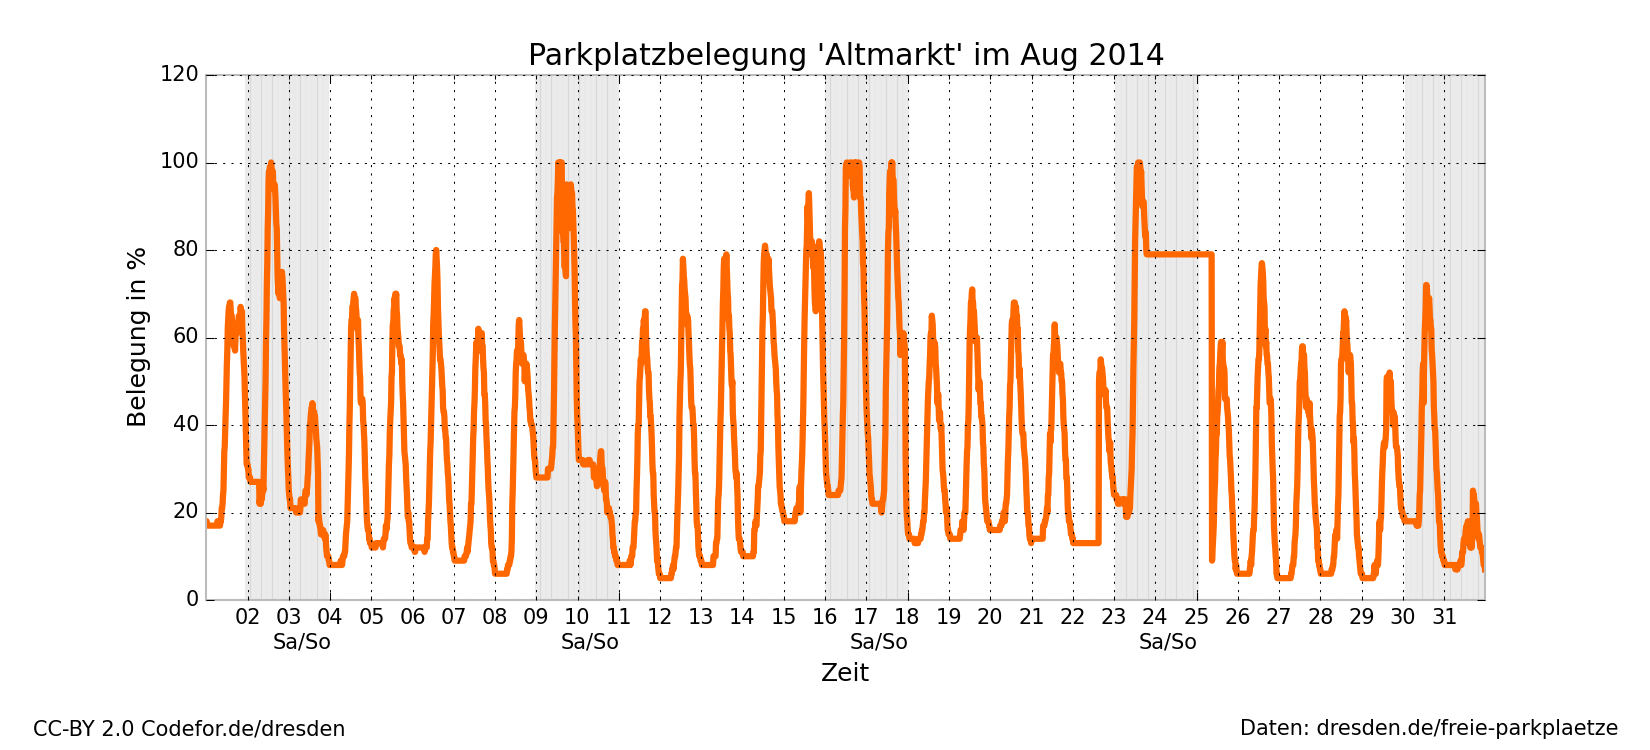 Parkplatzbelegung 'Altmarkt' im Aug 2014
120
100
80
60
40
20
0
Belegung in %
02 03 04 05 06 07 08 09 10 11 12 13 14 15 16 17 18 19 20 21 22 23 24 25 26 27 28 29 30 31
Sa/So Sa/So Sa/So Sa/So
Zeit
CC-BY 2.0 Codefor.de/dresden
Daten: dresden.de/freie-parkplaetze